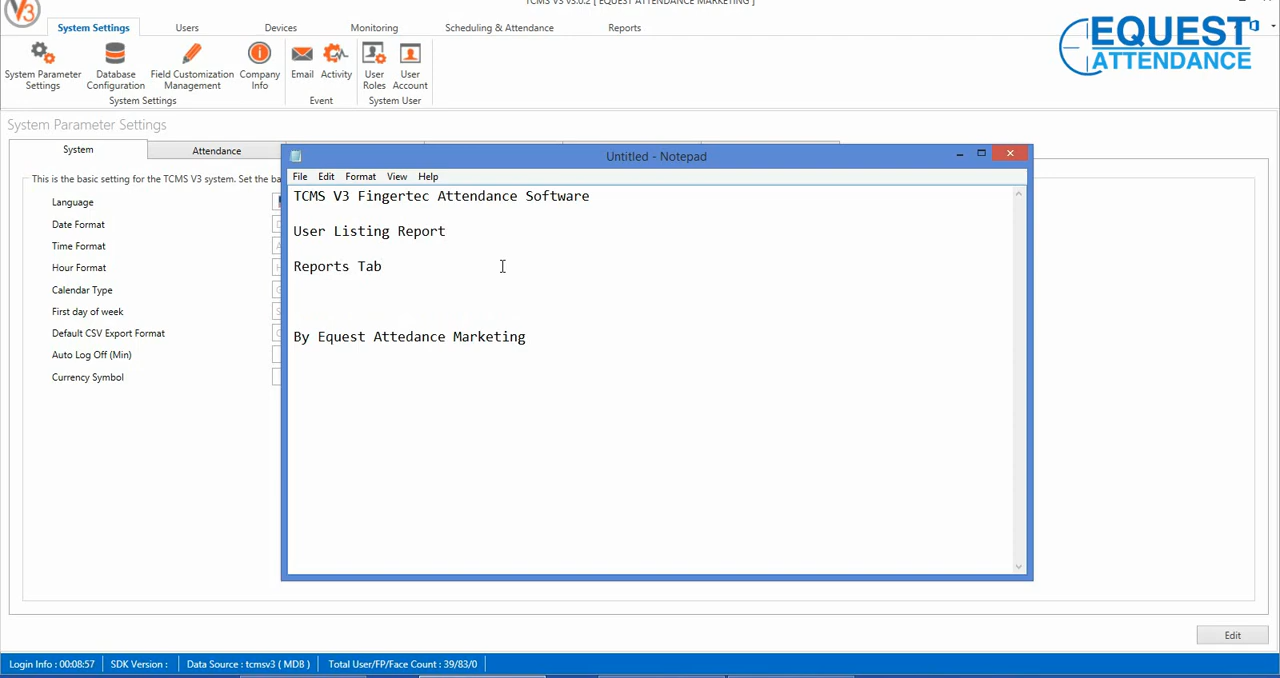 TCMS V3 V3.0.2 [ EQUEST ATTENDANCE MARKETING ]
V3
System Settings
Users
Devices
Monitoring
Scheduling & Attendance
Reports
System Parameter Settings
Database Configuration
Field Customization Management
Company Info
Email
Activity
User Roles
User Account
System Settings
Event
System User
EQUEST
ATTENDANCE
System Parameter Settings
System
Attendance
This is the basic setting for the TCMS V3 system. Set the ba
Language
Date Format
Time Format
Hour Format
Calendar Type
First day of week
Default CSV Export Format
Auto Log Off (Min)
Currency Symbol
Untitled - Notepad
File Edit Format View Help
TCMS V3 Fingertec Attendance Software
User Listing Report
Reports Tab
By Equest Attedance Marketing
Edit
Login Info : 00:08:57
SDK Version :
Data Source : tcmsv3 ( MDB )
Total User/FP/Face Count : 39/83/0